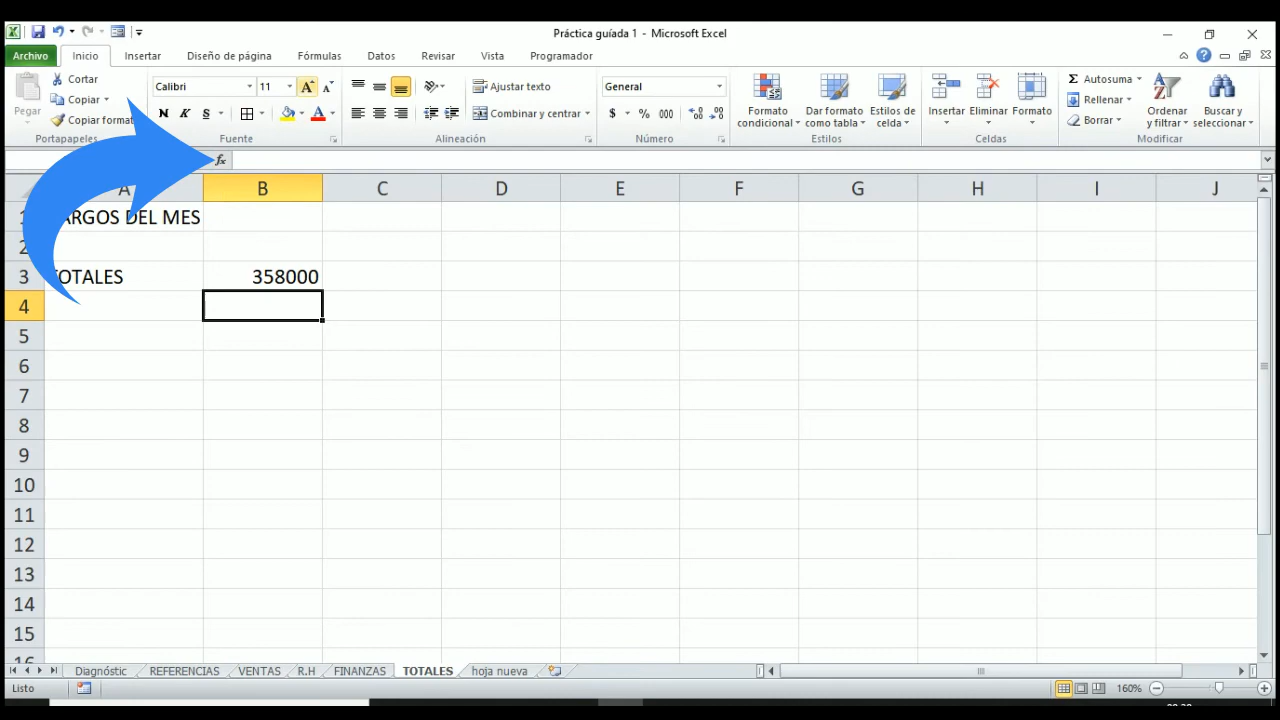 Práctica guíada 1 - Microsoft Excel
Archivo Inicio Insertar Diseño de página Fórmulas Datos Revisar Vista Programador
Pegar
Cortar
Copiar
Copiar format
Portapapeles
Calibri 11
N K S
Fuente
Ajustar texto
Combinar y centrar
Alineación
General
$ % 000
Número
Formato condicional
Dar formato como tabla
Estilos de celda
Estilos
Insertar Eliminar Formato
Celdas
Autosuma
Rellenar
Borrar
Ordenar y filtrar
Buscar y seleccionar
Modificar
fx
A B C D E F G H I J
1 ARGOS DEL MES
2
3 TOTALES 358000
4
5
6
7
8
9
10
11
12
13
14
15
16
Diagnóstic REFERENCIAS VENTAS R.H FINANZAS TOTALES hoja nueva
Listo 160%